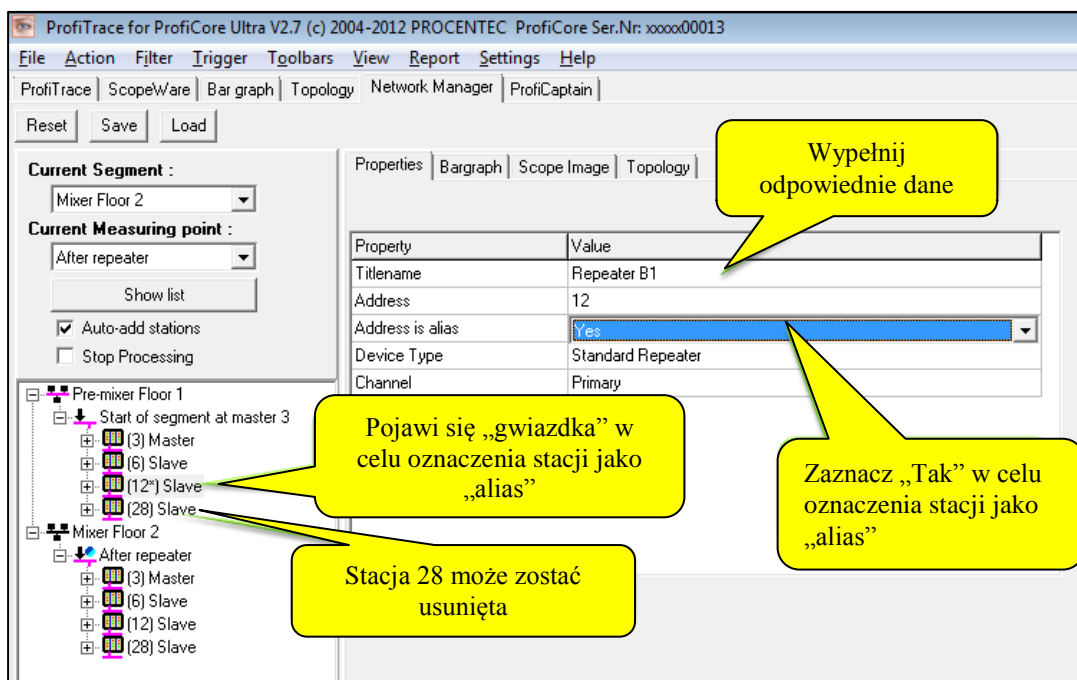 ProfiTrace for ProfiCore Ultra V2.7 (c) 2004-2012 PROCENTEC ProfiCore Ser.Nr: xxxxx00013
File Action Filter Trigger Toolbars View Report Settings Help
ProfiTrace ScopeWare Bar graph Topology Network Manager ProfiCaptain
Reset Save Load
Current Segment :
Mixer Floor 2
Current Measuring point :
After repeater
Show list
Auto-add stations
Stop Processing
Pre-mixer Floor 1
Start of segment at master 3
(3) Master
(6) Slave
(12*) Slave
(28) Slave
Mixer Floor 2
After repeater
(3) Master
(6) Slave
(12) Slave
(28) Slave
Properties Bargraph Scope Image Topology
Property Value
Titlename Repeater B1
Address 12
Address is alias Yes
Device Type Standard Repeater
Channel Primary
Wypełnij
odpowiednie dane
Pojawi się „gwiazdka” w
celu oznaczenia stacji jako
„alias”
Zaznacz „Tak” w celu
oznaczenia stacji jako
„alias”
Stacja 28 może zostać
usunięta